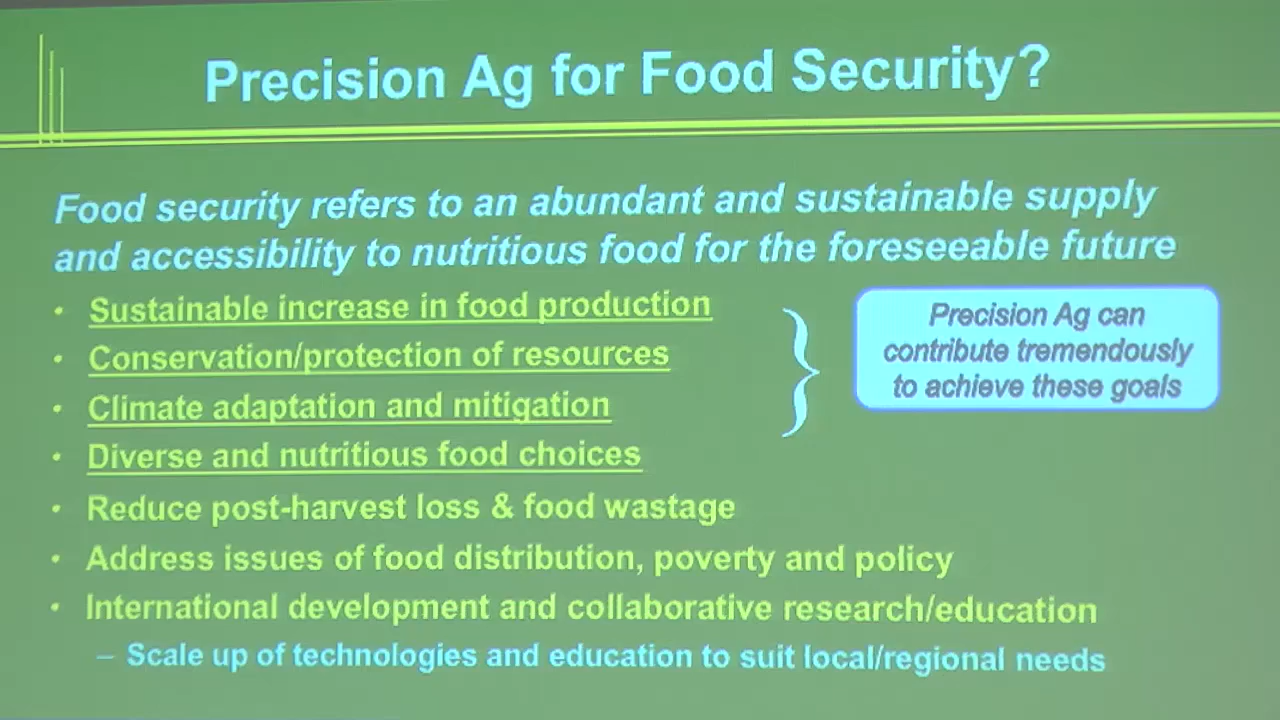 Precision Ag for Food Security?
Food security refers to an abundant and sustainable supply
and accessibility to nutritious food for the foreseeable future
• Sustainable increase in food production
• Conservation/protection of resources
• Climate adaptation and mitigation
• Diverse and nutritious food choices
Precision Ag can
contribute tremendously
to achieve these goals
• Reduce post-harvest loss & food wastage
• Address issues of food distribution, poverty and policy
• International development and collaborative research/education
– Scale up of technologies and education to suit local/regional needs